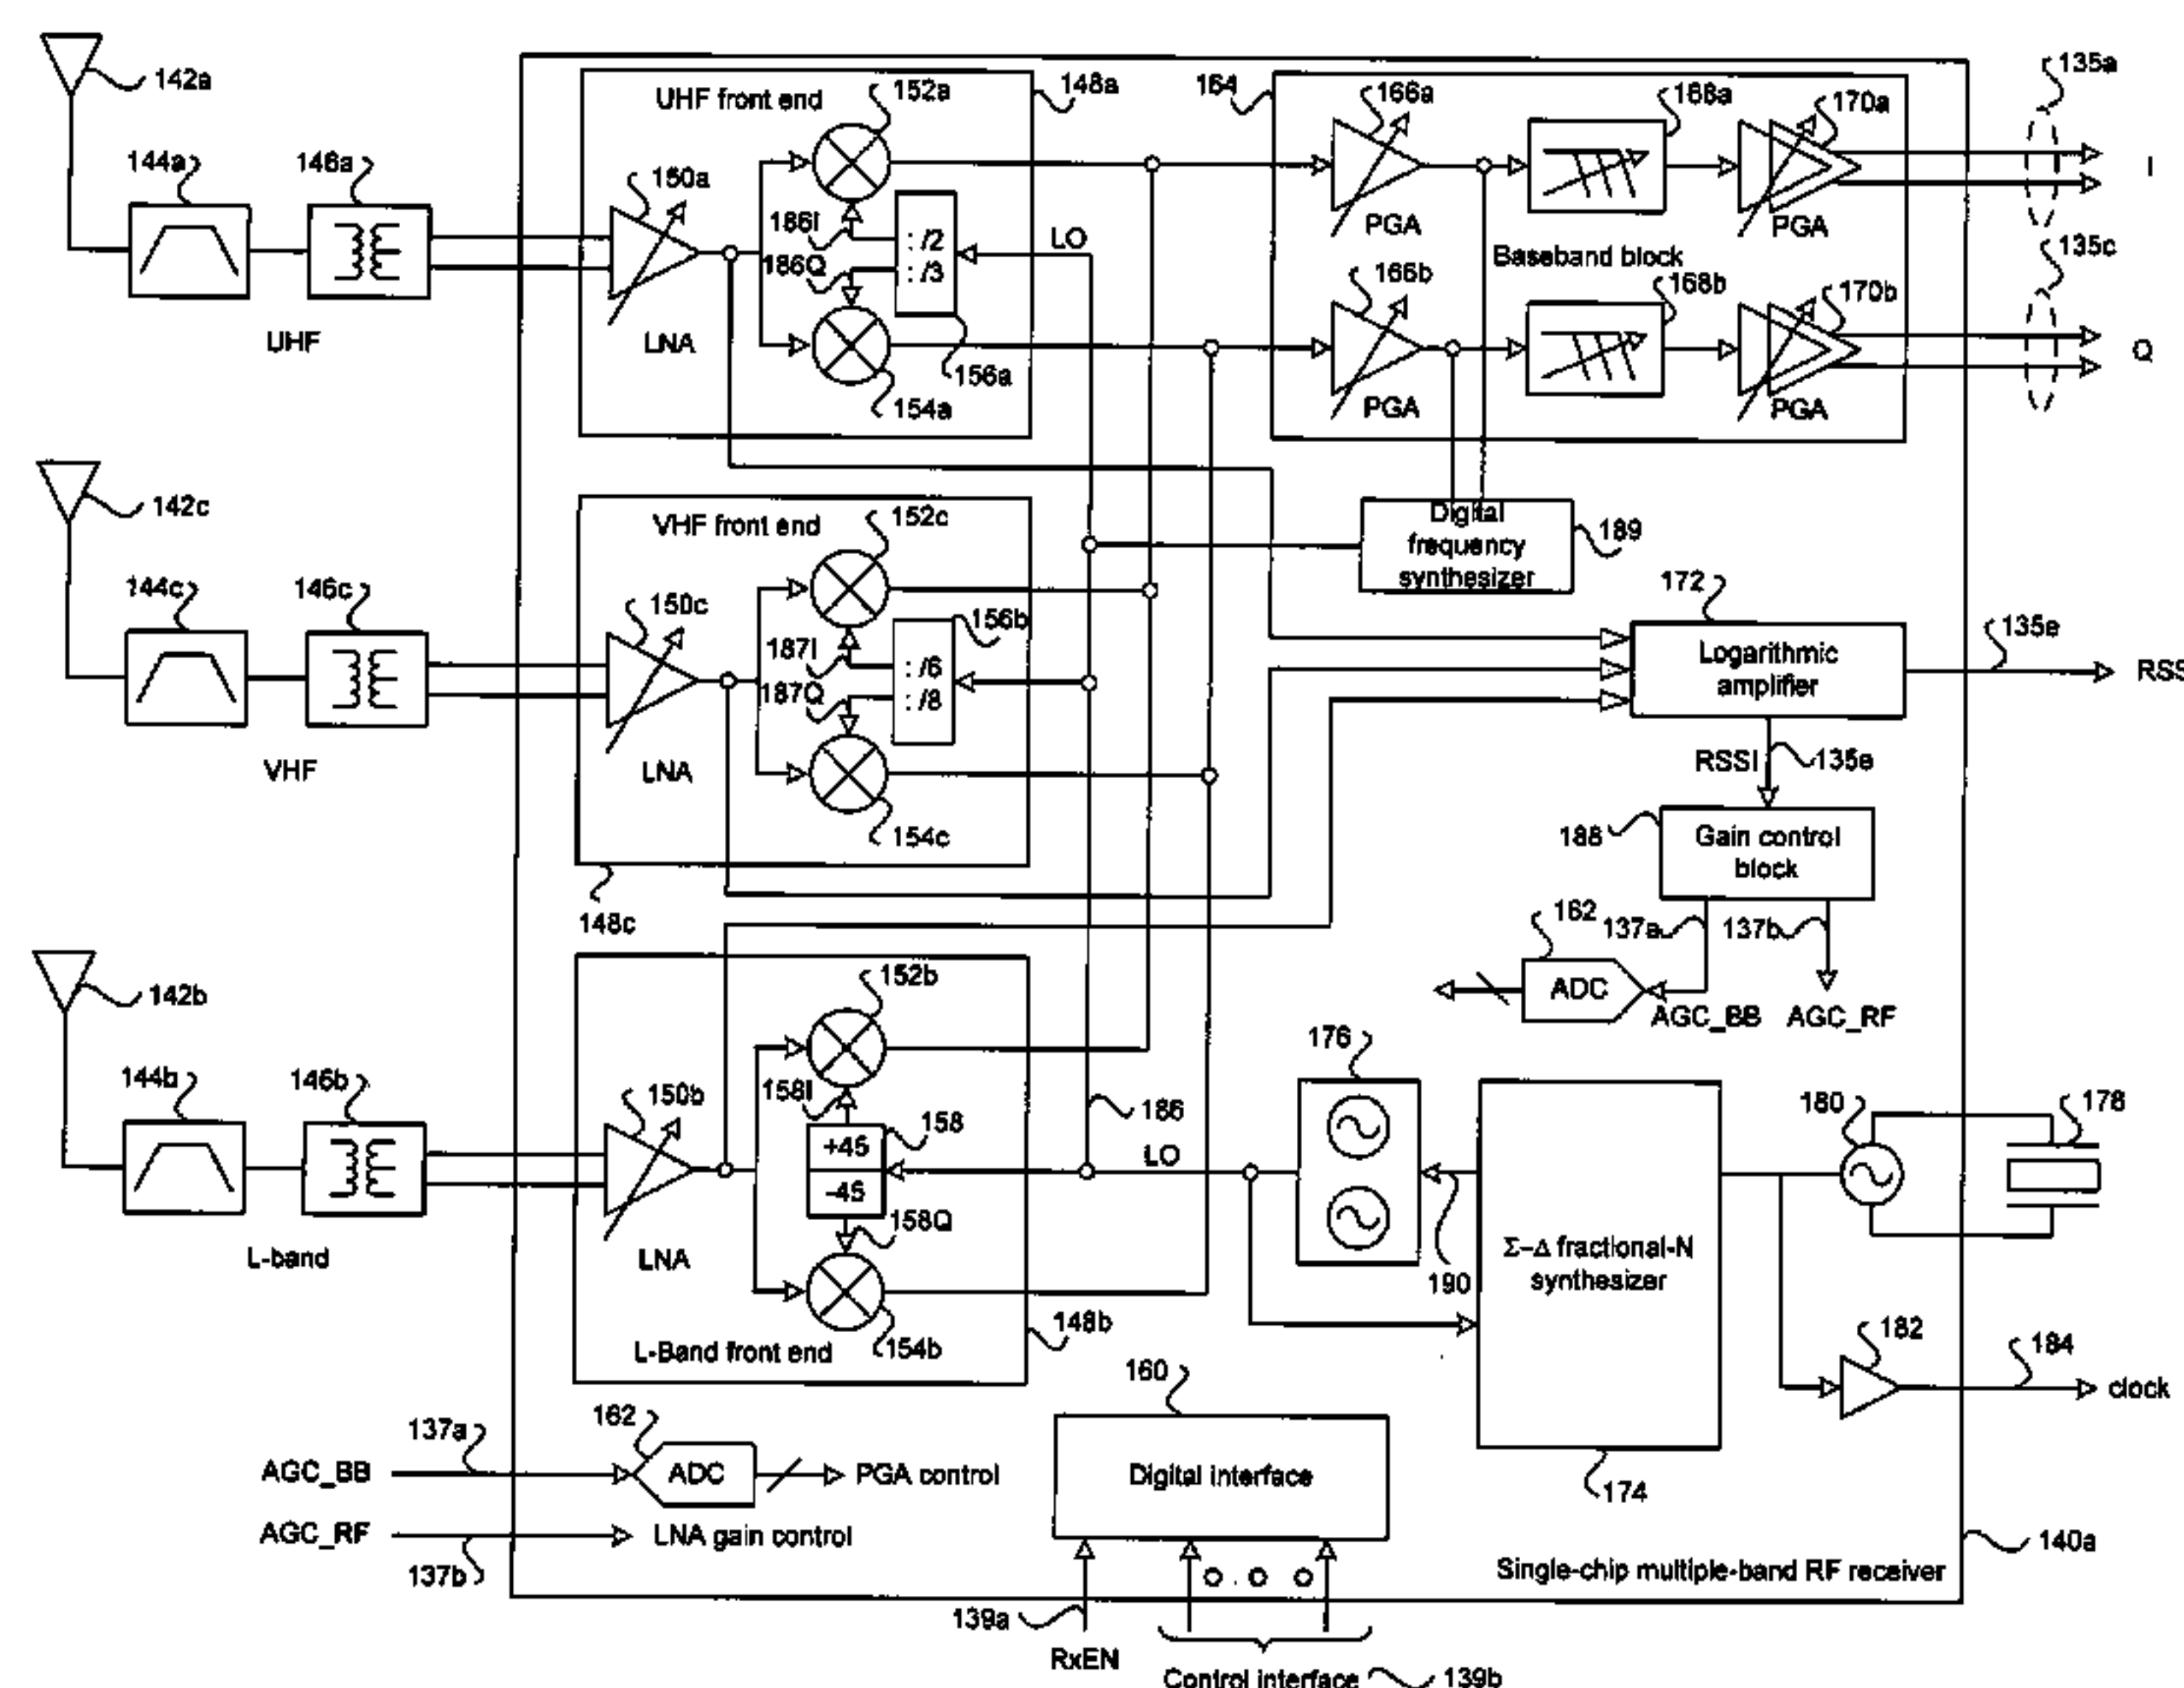 142a
144a
146a
UHF
UHF front end
148a
152a
150a
LNA
186I
186Q
: /2
: /3
LO
156a
154a
164
166a
168a
170a
PGA
PGA
Baseband block
166b
168b
170b
PGA
PGA
135a
I
135c
Q
142c
144c
146c
VHF
VHF front end
152c
150c
LNA
187I
187Q
156b
: /6
: /8
154c
148c
Digital
frequency
synthesizer
189
172
Logarithmic
amplifier
135e
RSS
RSSI
135e
188
Gain control
block
162
137a
137b
ADC
AGC_BB
AGC_RF
142b
144b
146b
L-band
152b
150b
LNA
158I
+45
-45
158
158Q
154b
L-Band front end
148b
186
LO
176
190
Σ-Δ fractional-N
synthesizer
174
180
178
182
184
clock
AGC_BB
137a
162
ADC
PGA control
AGC_RF
137b
LNA gain control
160
Digital interface
139a
RxEN
Control interface
139b
Single-chip multiple-band RF receiver
140a